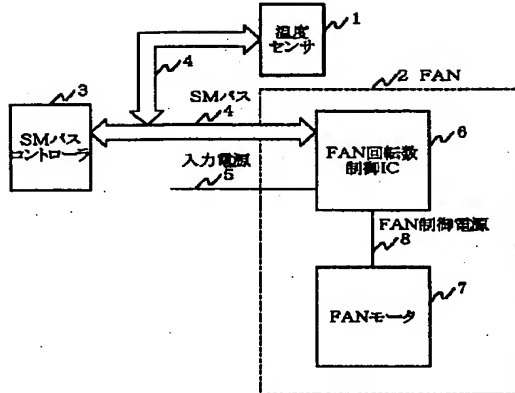 温度
センサ
1
4
2 FAN
3
SMバス
4
SMバス
コントローラ
6
FAN回転数
制御IC
入力電源
5
FAN制御電源
8
7
FANモータ